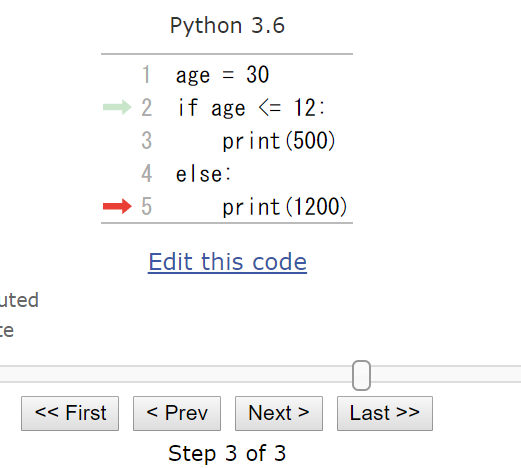 Python 3.6
1 age = 30
2 if age <= 12:
3     print(500)
4 else:
5     print(1200)
Edit this code
uted
te
<< First < Prev Next > Last >>
Step 3 of 3